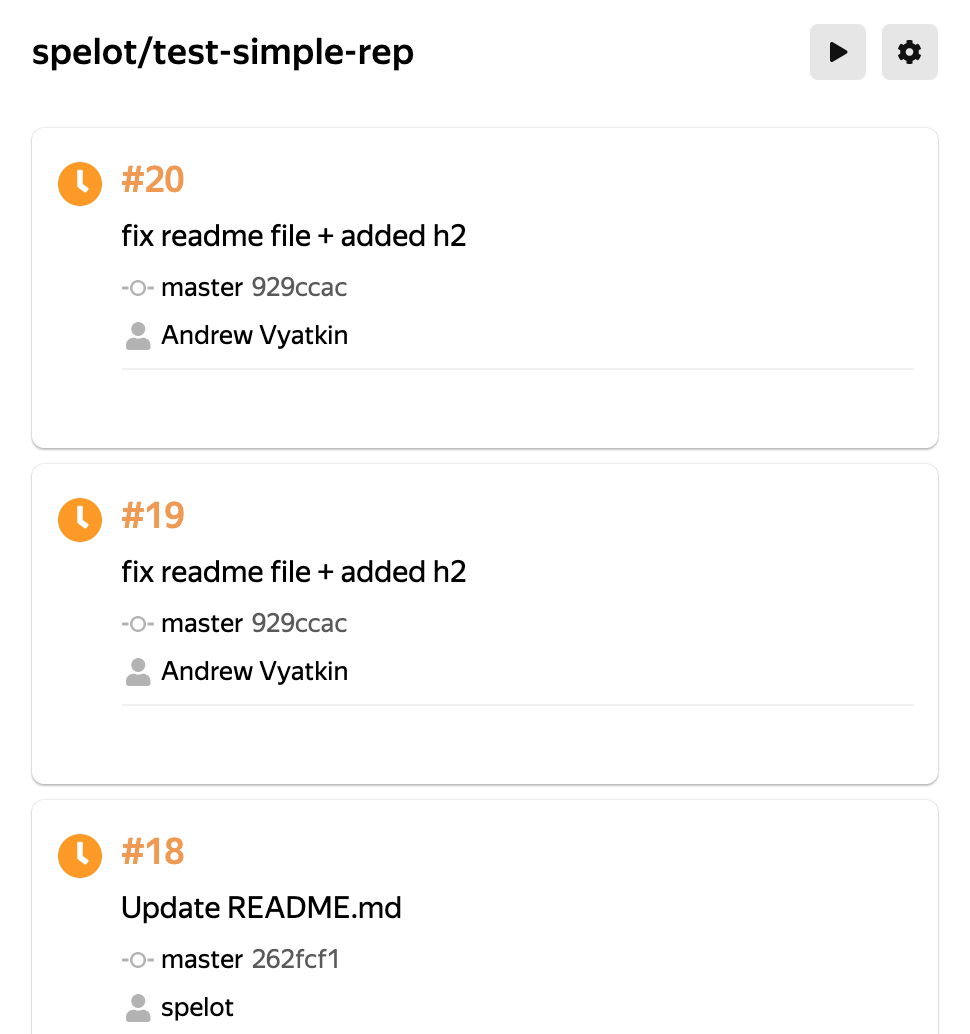 spelot/test-simple-rep
#20
fix readme file + added h2
master 929ccac
Andrew Vyatkin
#19
fix readme file + added h2
master 929ccac
Andrew Vyatkin
#18
Update README.md
master 262fcf1
spelot